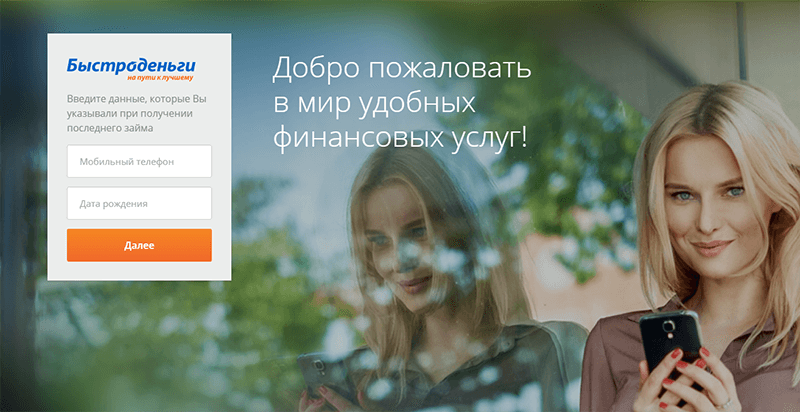 Быстроденьги
на пути к лучшему
Введите данные, которые Вы
указывали при получении
последнего займа
Мобильный телефон
Дата рождения
Далее
Добро пожаловать
в мир удобных
финансовых услуг!